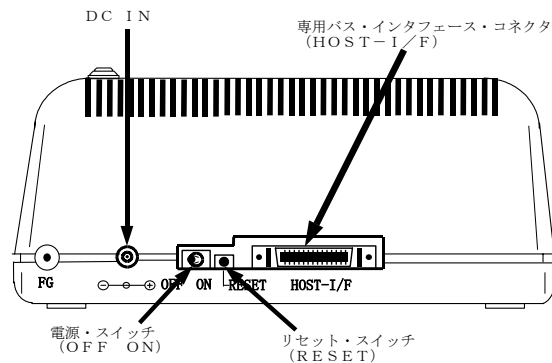 DC IN
専用バス・インタフェース・コネクタ
(HOST-I/F)
FG
OFF ON RESET HOST-I/F
電源・スイッチ
(OFF ON)
リセット・スイッチ
(RESET)